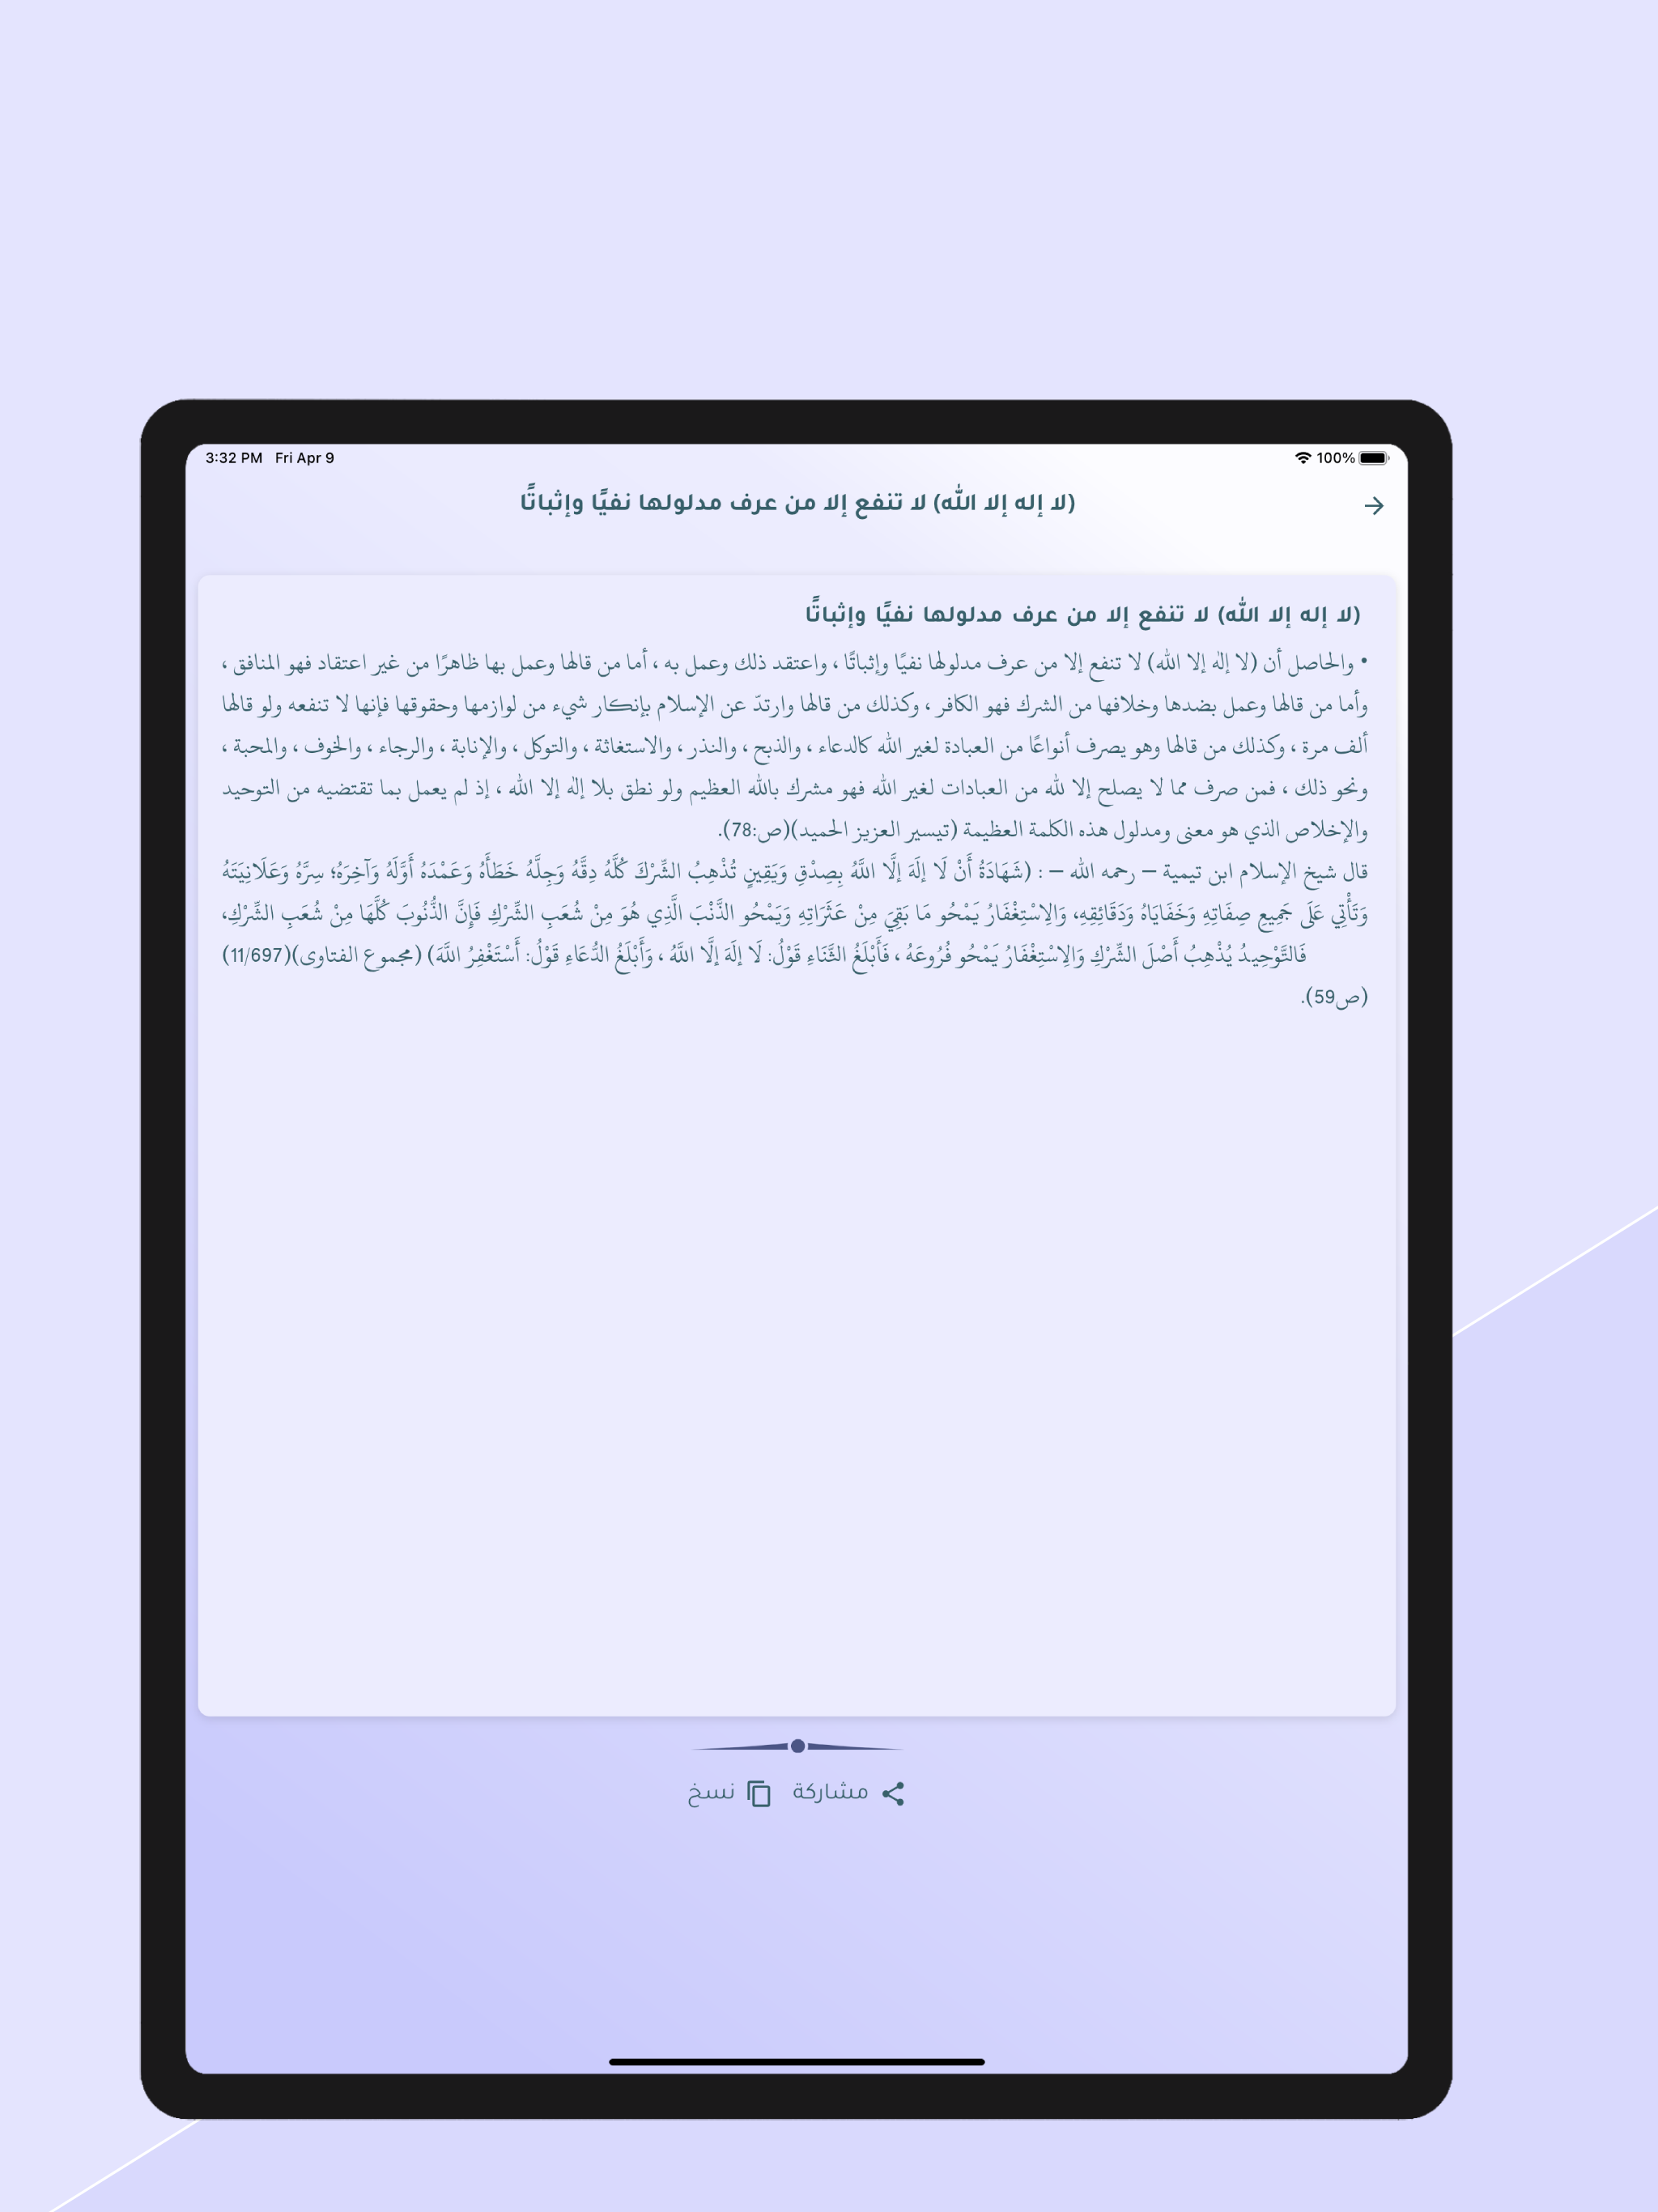 3:32 PM Fri Apr 9 100%
(لا إله إلا الله) لا تنفع إلا من عرف مدلولها نفيًا وإثباتًا
(لا إله إلا الله) لا تنفع إلا من عرف مدلولها نفيًا وإثباتًا
• والحاصل أن (لا إله إلا الله) لا تنفع إلا من عرف مدلولها نفيًا وإثباتًا ، واعتقد ذلك وعمل به ، أما من قالها وعمل بها ظاهرًا من غير اعتقاد فهو المنافق ،
وأما من قالها وعمل بضدها وخلافها من الشرك فهو الكافر ، وكذلك من قالها وارتدّ عن الإسلام بإنكار شيء من لوازمها وحقوقها فإنها لا تنفعه ولو قالها
ألف مرة ، وكذلك من قالها وهو يصرف أنواعًا من العبادة لغير الله كالدعاء ، والذبح ، والنذر ، والاستغاثة ، والتوكل ، والإنابة ، والرجاء ، والخوف ، والمحبة ،
ونحو ذلك ، فمن صرف مما لا يصلح إلا لله من العبادات لغير الله فهو مشرك بالله العظيم ولو نطق بلا إله إلا الله ، إذ لم يعمل بما تقتضيه من التوحيد
والإخلاص الذي هو معنى ومدلول هذه الكلمة العظيمة (تيسير العزيز الحميد)(ص:78).
قال شيخ الإسلام ابن تيمية – رحمه الله – : (شَهَادَةُ أَنْ لَا إلَهَ إلَّا اللَّهُ بِصِدْقِ وَيَقِينٍ تُذْهِبُ الشِّرْكَ كُلَّهُ دِقَّهُ وَجِلَّهُ خَطَأَهُ وَعَمْدَهُ أَوَّلَهُ وَآخِرَهُ؛ سِرَّهُ وَعَلَانِيَتَهُ
وَتَأْتِي عَلَى جَمِيعِ صِفَاتِهِ وَخَفَايَاهُ وَدَقَائِقِهِ، وَالِاسْتِغْفَارُ يَمْحُو مَا بَقِيَ مِنْ عَثَرَاتِهِ وَيَمْحُو الذَّنْبَ الَّذِي هُوَ مِنْ شُعَبِ الشِّرْكِ فَإِنَّ الذُّنُوبَ كُلَّهَا مِنْ شُعَبِ الشِّرْكِ،
فَالتَّوْحِيدُ يُذْهِبُ أَصْلَ الشِّرْكِ وَالِاسْتِغْفَارُ يَمْحُو فُرُوعَهُ ، فَأَبْلَغُ الثَّنَاءِ قَوْلُ: لَا إلَهَ إلَّا اللَّهُ ، وَأَبْلَغُ الدُّعَاءِ قَوْلُ: أَسْتَغْفِرُ اللَّهَ) (مجموع الفتاوى)(11/697)
(ص59).
مشاركة نسخ